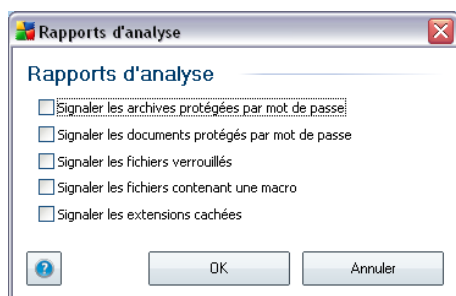 Rapports d'analyse
Rapports d'analyse
Signaler les archives protégées par mot de passe
Signaler les documents protégés par mot de passe
Signaler les fichiers verrouillés
Signaler les fichiers contenant une macro
Signaler les extensions cachées
?
OK
Annuler